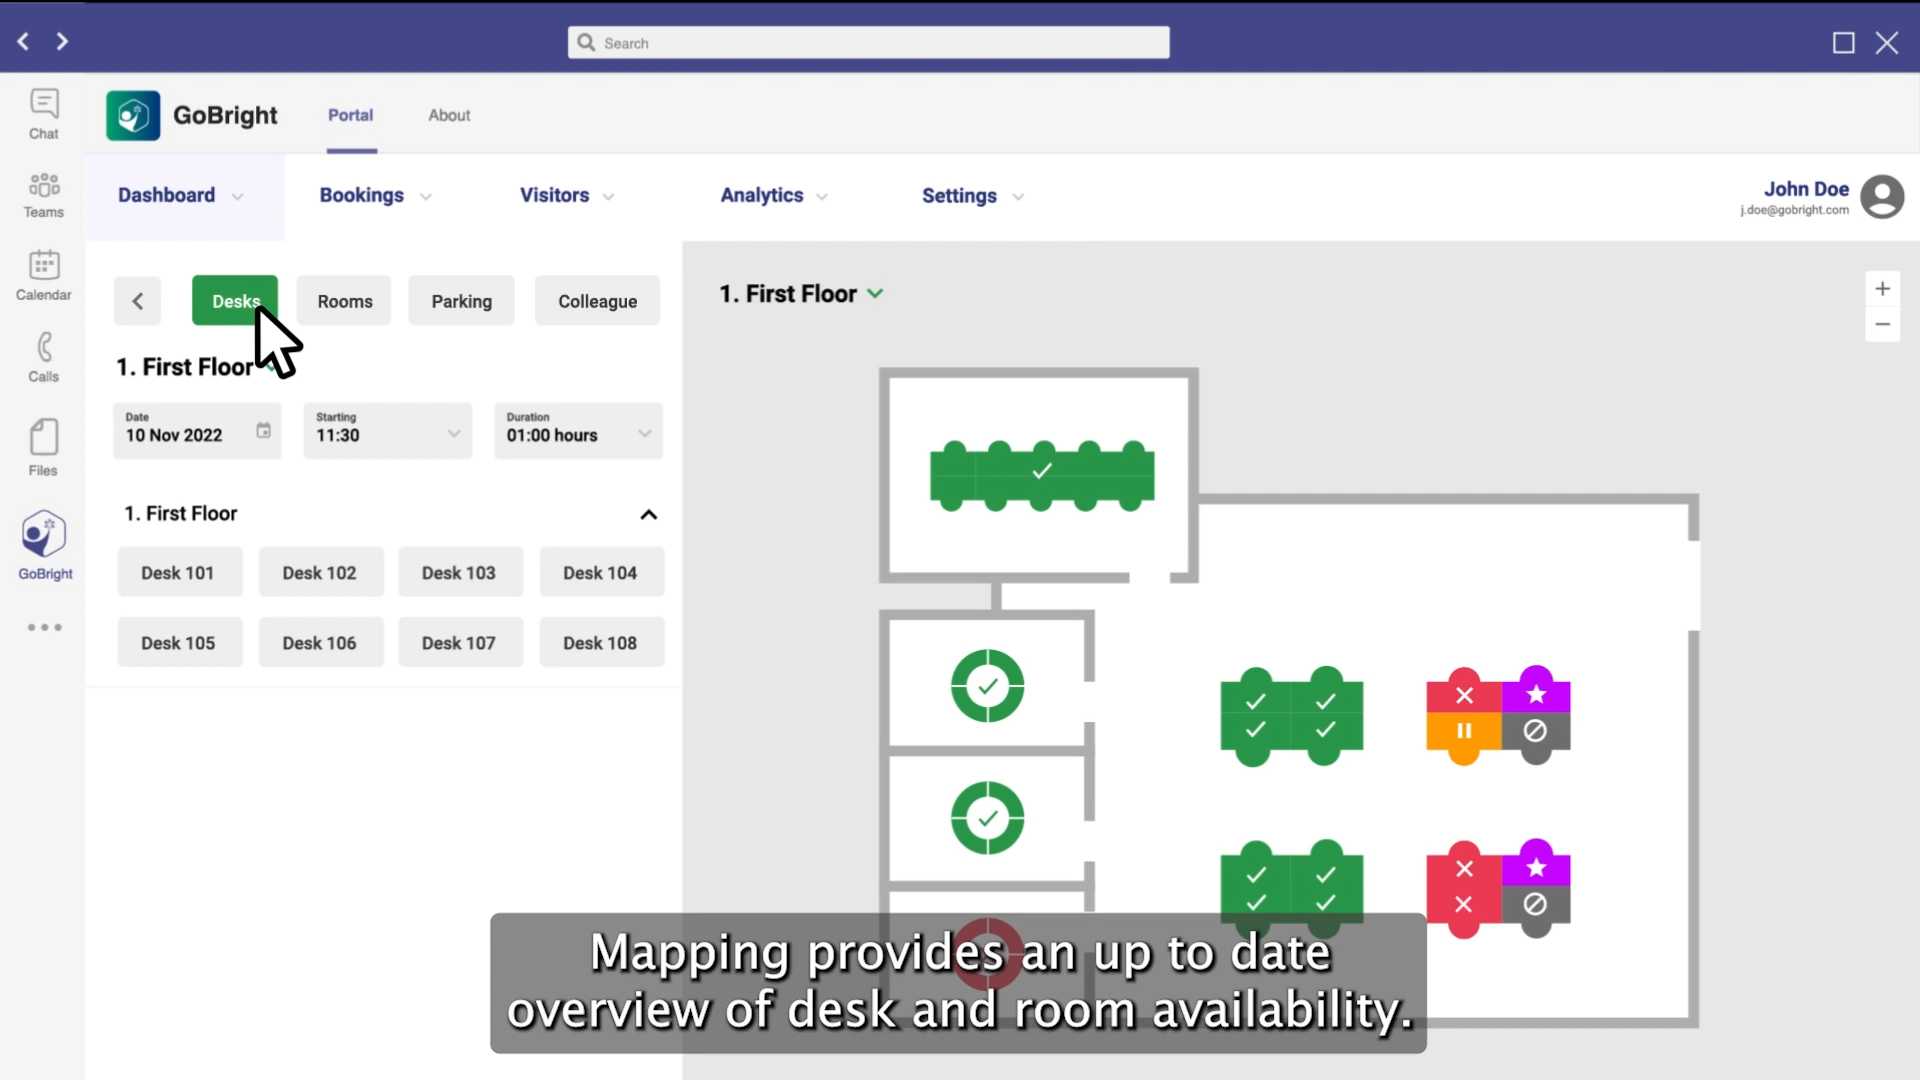 Search
Chat
Teams
Calendar
Calls
Files
GoBright
GoBright
Portal
About
Dashboard
Bookings
Visitors
Analytics
Settings
John Doe
j.doe@gobright.com
Desks
Rooms
Parking
Colleague
1. First Floor
Date
10 Nov 2022
Starting
11:30
Duration
01:00 hours
1. First Floor
Desk 101
Desk 102
Desk 103
Desk 104
Desk 105
Desk 106
Desk 107
Desk 108
1. First Floor
Mapping provides an up to date
overview of desk and room availability.